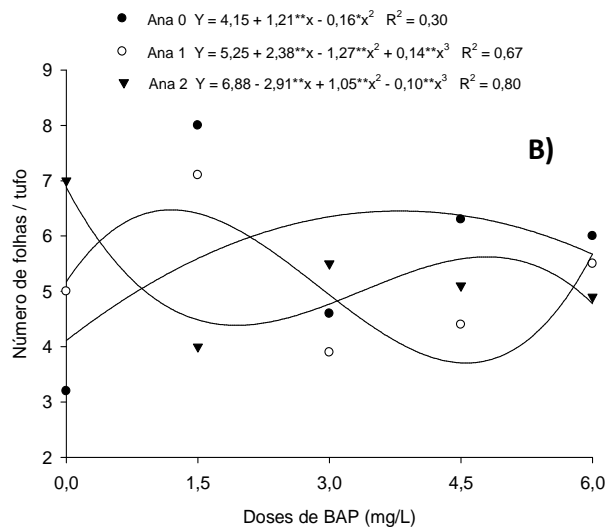 Ana 0 Y = 4,15 + 1,21**x - 0,16*x² R² = 0,30
Ana 1 Y = 5,25 + 2,38**x - 1,27**x² + 0,14**x³ R² = 0,67
Ana 2 Y = 6,88 - 2,91**x + 1,05**x² - 0,10**x³ R² = 0,80
B)
Número de folhas / tufo
9
8
7
6
5
4
3
2
0,0 1,5 3,0 4,5 6,0
Doses de BAP (mg/L)